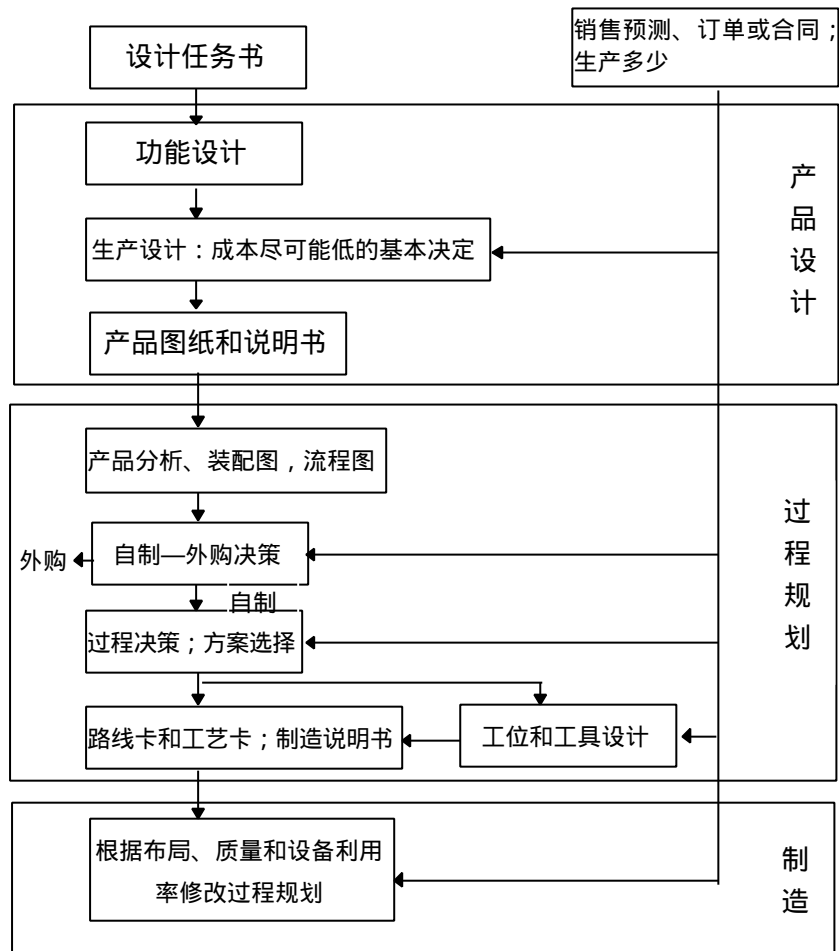 设计任务书
销售预测、订单或合同；
生产多少
功能设计
生产设计：成本尽可能低的基本决定
产品图纸和说明书
产品设计
产品分析、装配图，流程图
外购
自制—外购决策
自制
过程决策；方案选择
路线卡和工艺卡；制造说明书
工位和工具设计
过程规划
根据布局、质量和设备利用
率修改过程规划
制造